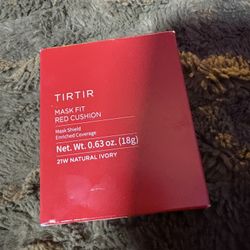 TIRTIR
MASK FIT
RED CUSHION
Mask Shield
Enriched Coverage
Net. Wt. 0.63 oz. (18g)
21W NATURAL IVORY